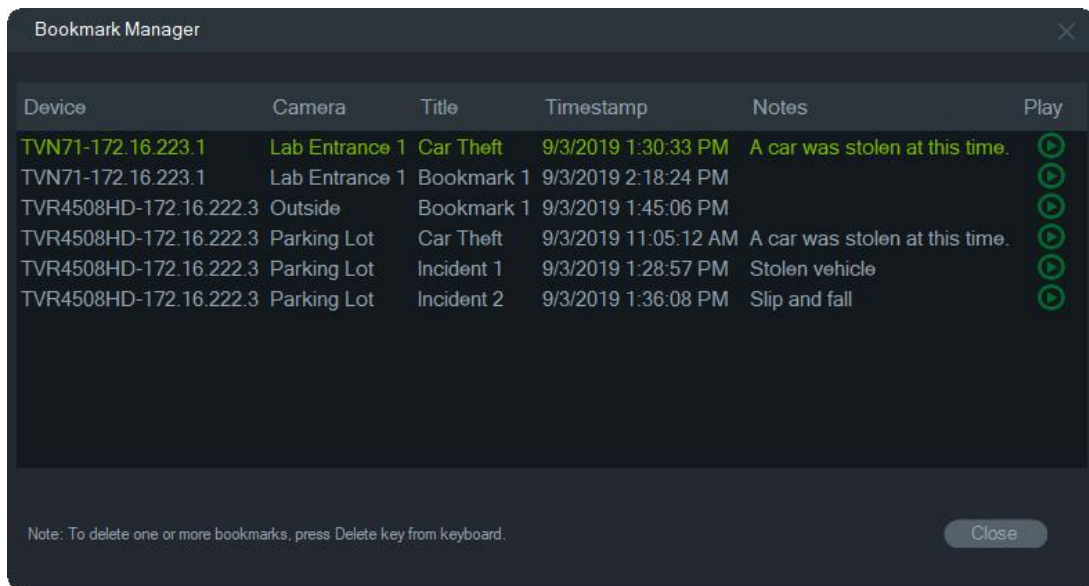 Bookmark Manager
Device Camera Title Timestamp Notes Play
TVN71-172.16.223.1 Lab Entrance 1 Car Theft 9/3/2019 1:30:33 PM A car was stolen at this time.
TVN71-172.16.223.1 Lab Entrance 1 Bookmark 1 9/3/2019 2:18:24 PM
TVR4508HD-172.16.222.3 Outside Bookmark 1 9/3/2019 1:45:06 PM
TVR4508HD-172.16.222.3 Parking Lot Car Theft 9/3/2019 11:05:12 AM A car was stolen at this time.
TVR4508HD-172.16.222.3 Parking Lot Incident 1 9/3/2019 1:28:57 PM Stolen vehicle
TVR4508HD-172.16.222.3 Parking Lot Incident 2 9/3/2019 1:36:08 PM Slip and fall
Note: To delete one or more bookmarks, press Delete key from keyboard.
Close